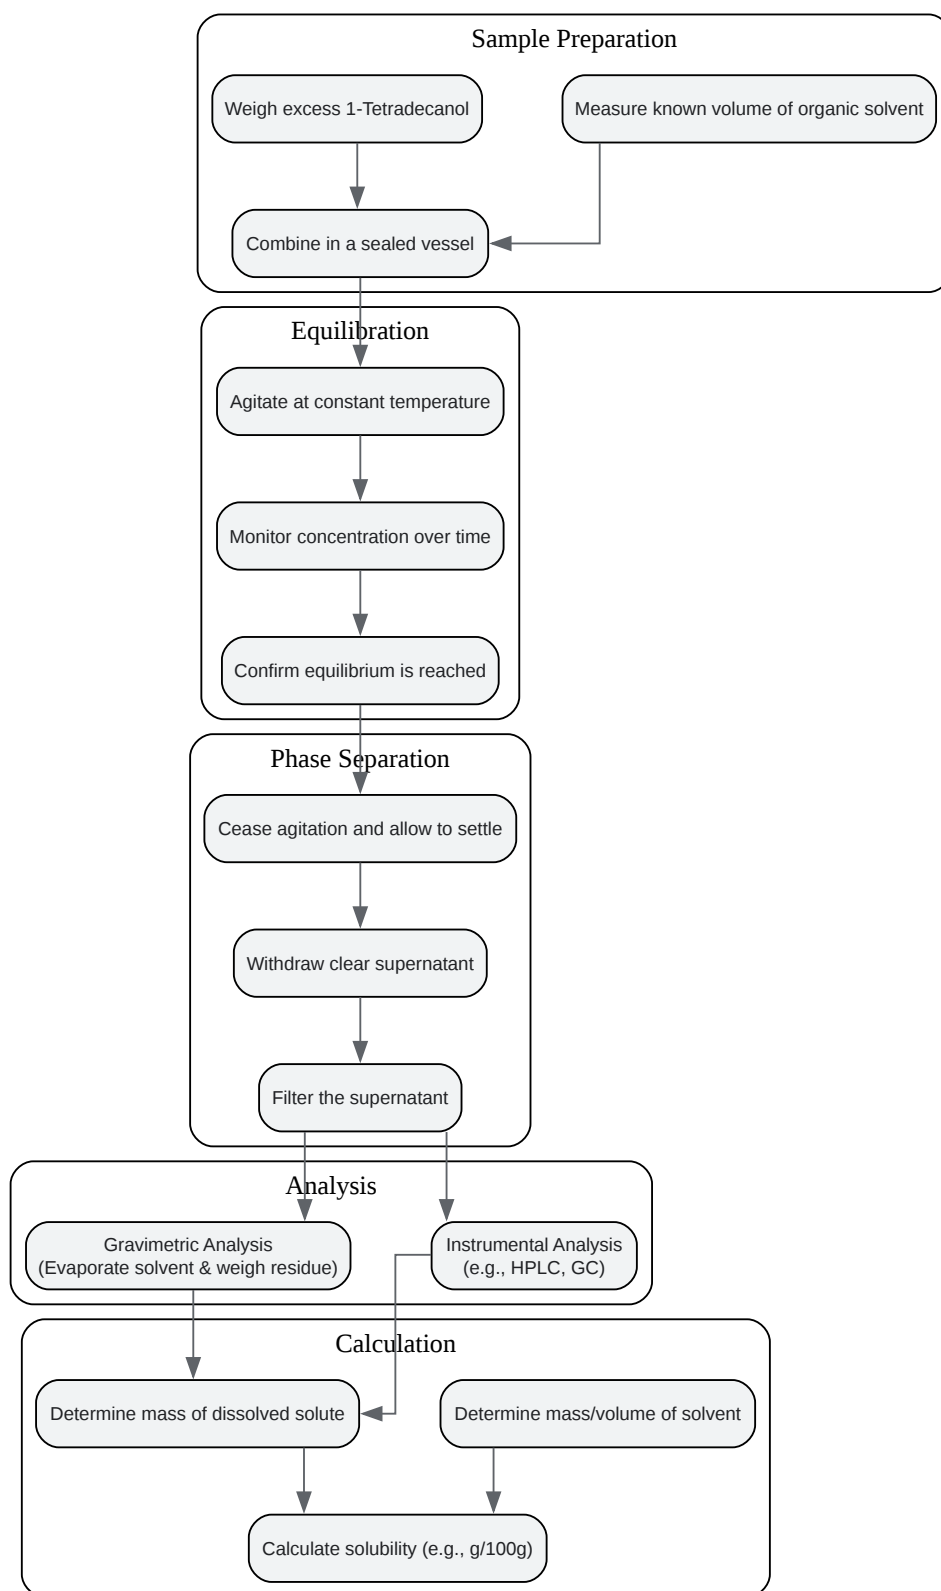 Sample Preparation
Weigh excess 1-Tetradecanol
Measure known volume of organic solvent
Combine in a sealed vessel
Equilibration
Agitate at constant temperature
Monitor concentration over time
Confirm equilibrium is reached
Phase Separation
Cease agitation and allow to settle
Withdraw clear supernatant
Filter the supernatant
Analysis
Gravimetric Analysis
(Evaporate solvent & weigh residue)
Instrumental Analysis
(e.g., HPLC, GC)
Calculation
Determine mass of dissolved solute
Determine mass/volume of solvent
Calculate solubility (e.g., g/100g)